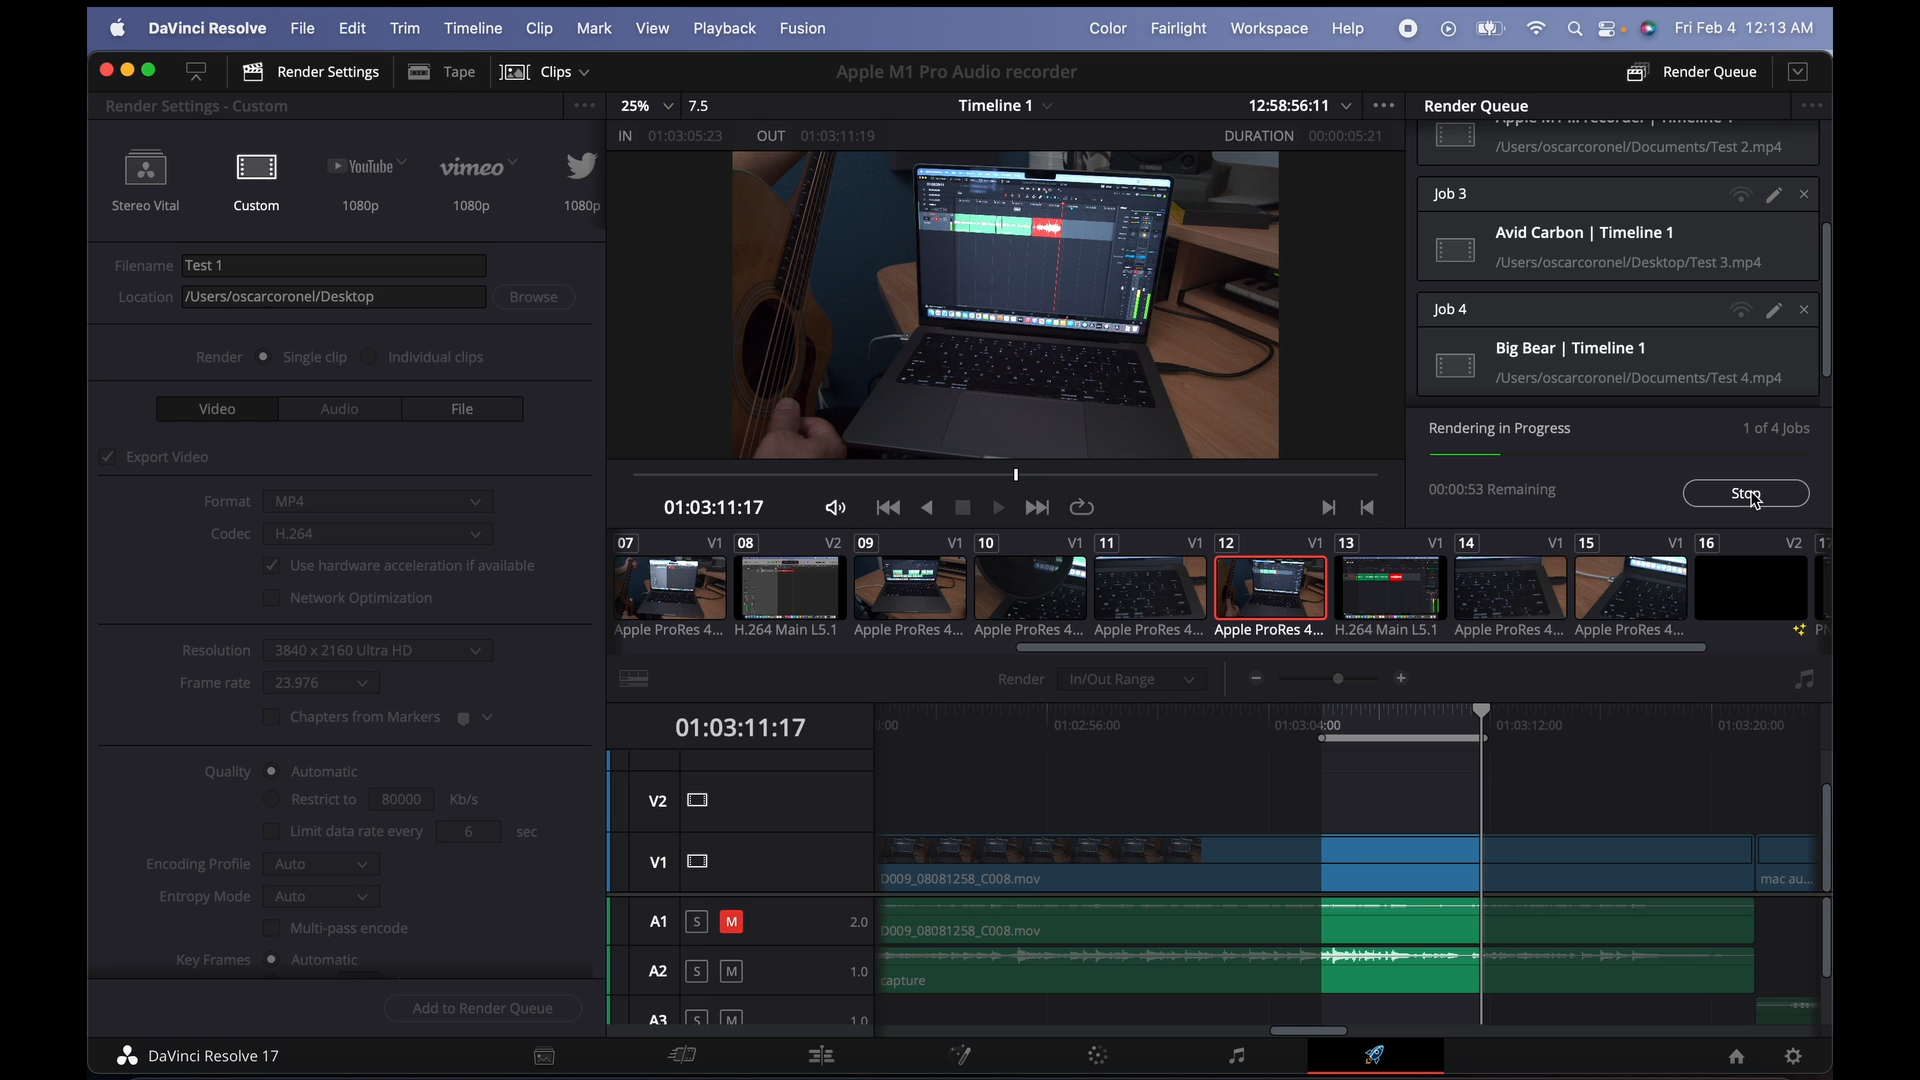 DaVinci Resolve File Edit Trim Timeline Clip Mark View Playback Fusion Color Fairlight Workspace Help Fri Feb 4 12:13 AM
Render Settings Tape Clips Apple M1 Pro Audio recorder Render Queue
Render Settings - Custom 25% 7.5 Timeline 1 12:58:56:11 Render Queue
IN 01:03:05:23 OUT 01:03:11:19 DURATION 00:00:05:21
/Users/oscarcoronel/Documents/Test 2.mp4
YouTube vimeo
Stereo Vital Custom 1080p 1080p 1080p
Job 3
Avid Carbon | Timeline 1
/Users/oscarcoronel/Desktop/Test 3.mp4
Filename Test 1
Location /Users/oscarcoronel/Desktop Browse
Job 4
Big Bear | Timeline 1
/Users/oscarcoronel/Documents/Test 4.mp4
Render Single clip Individual clips
Video Audio File
Rendering in Progress 1 of 4 Jobs
Export Video
00:00:53 Remaining Stop
Format MP4
01:03:11:17
Codec H.264
07 V1 08 V2 09 V1 10 V1 11 V1 12 V1 13 V1 14 V1 15 V1 16 V2 17
Use hardware acceleration if available
Network Optimization
Apple ProRes 4... H.264 Main L5.1 Apple ProRes 4... Apple ProRes 4... Apple ProRes 4... Apple ProRes 4... H.264 Main L5.1 Apple ProRes 4... Apple ProRes 4...
Resolution 3840 x 2160 Ultra HD
Frame rate 23.976
Render In/Out Range
Chapters from Markers
01:03:11:17 :00 01:02:56:00 01:03:04:00 01:03:12:00 01:03:20:00
Quality Automatic
Restrict to 80000 Kb/s
V2
Limit data rate every 6 sec
Encoding Profile Auto
V1
D009_08081258_C008.mov mac au...
Entropy Mode Auto
Multi-pass encode
A1 S M 2.0
D009_08081258_C008.mov
Key Frames Automatic
A2 S M 1.0
capture
Add to Render Queue
A3 S M 1.0
DaVinci Resolve 17